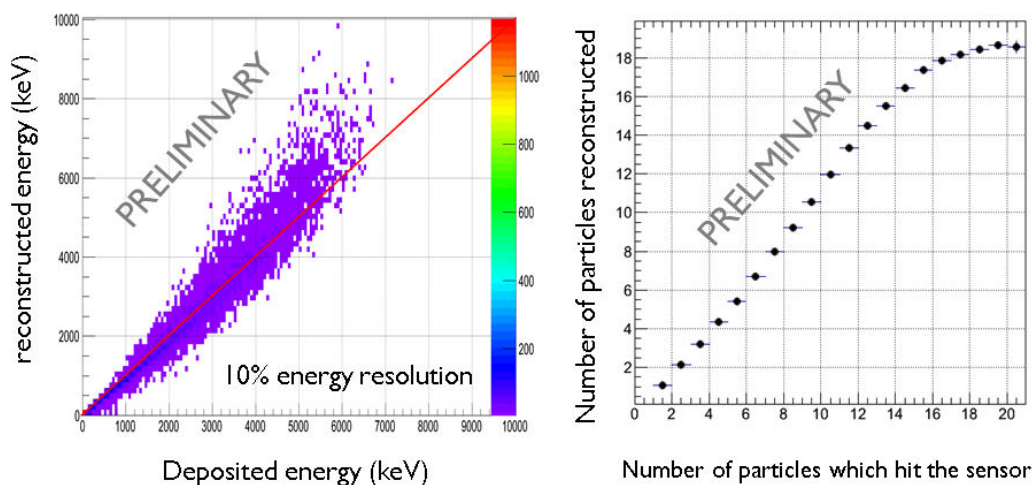 10000
8000
6000
4000
2000
0
reconstructed energy (keV)
PRELIMINARY
10% energy resolution
0 1000 2000 3000 4000 5000 6000 7000 8000 9000 10000
Deposited energy (keV)
1000
800
600
400
200
18
16
14
12
10
8
6
4
2
Number of particles reconstructed
PRELIMINARY
0 2 4 6 8 10 12 14 16 18 20
Number of particles which hit the sensor